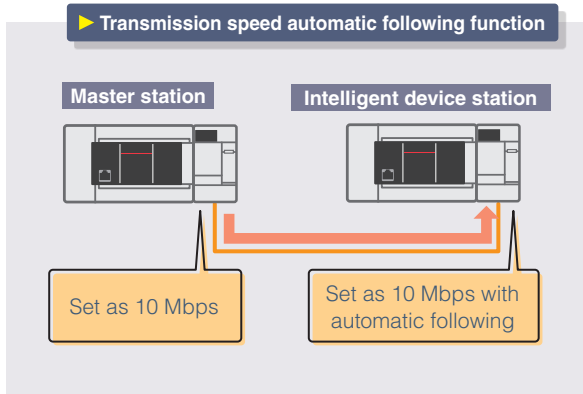 Transmission speed automatic following function
Master station
Intelligent device station
Set as 10 Mbps
Set as 10 Mbps with
automatic following